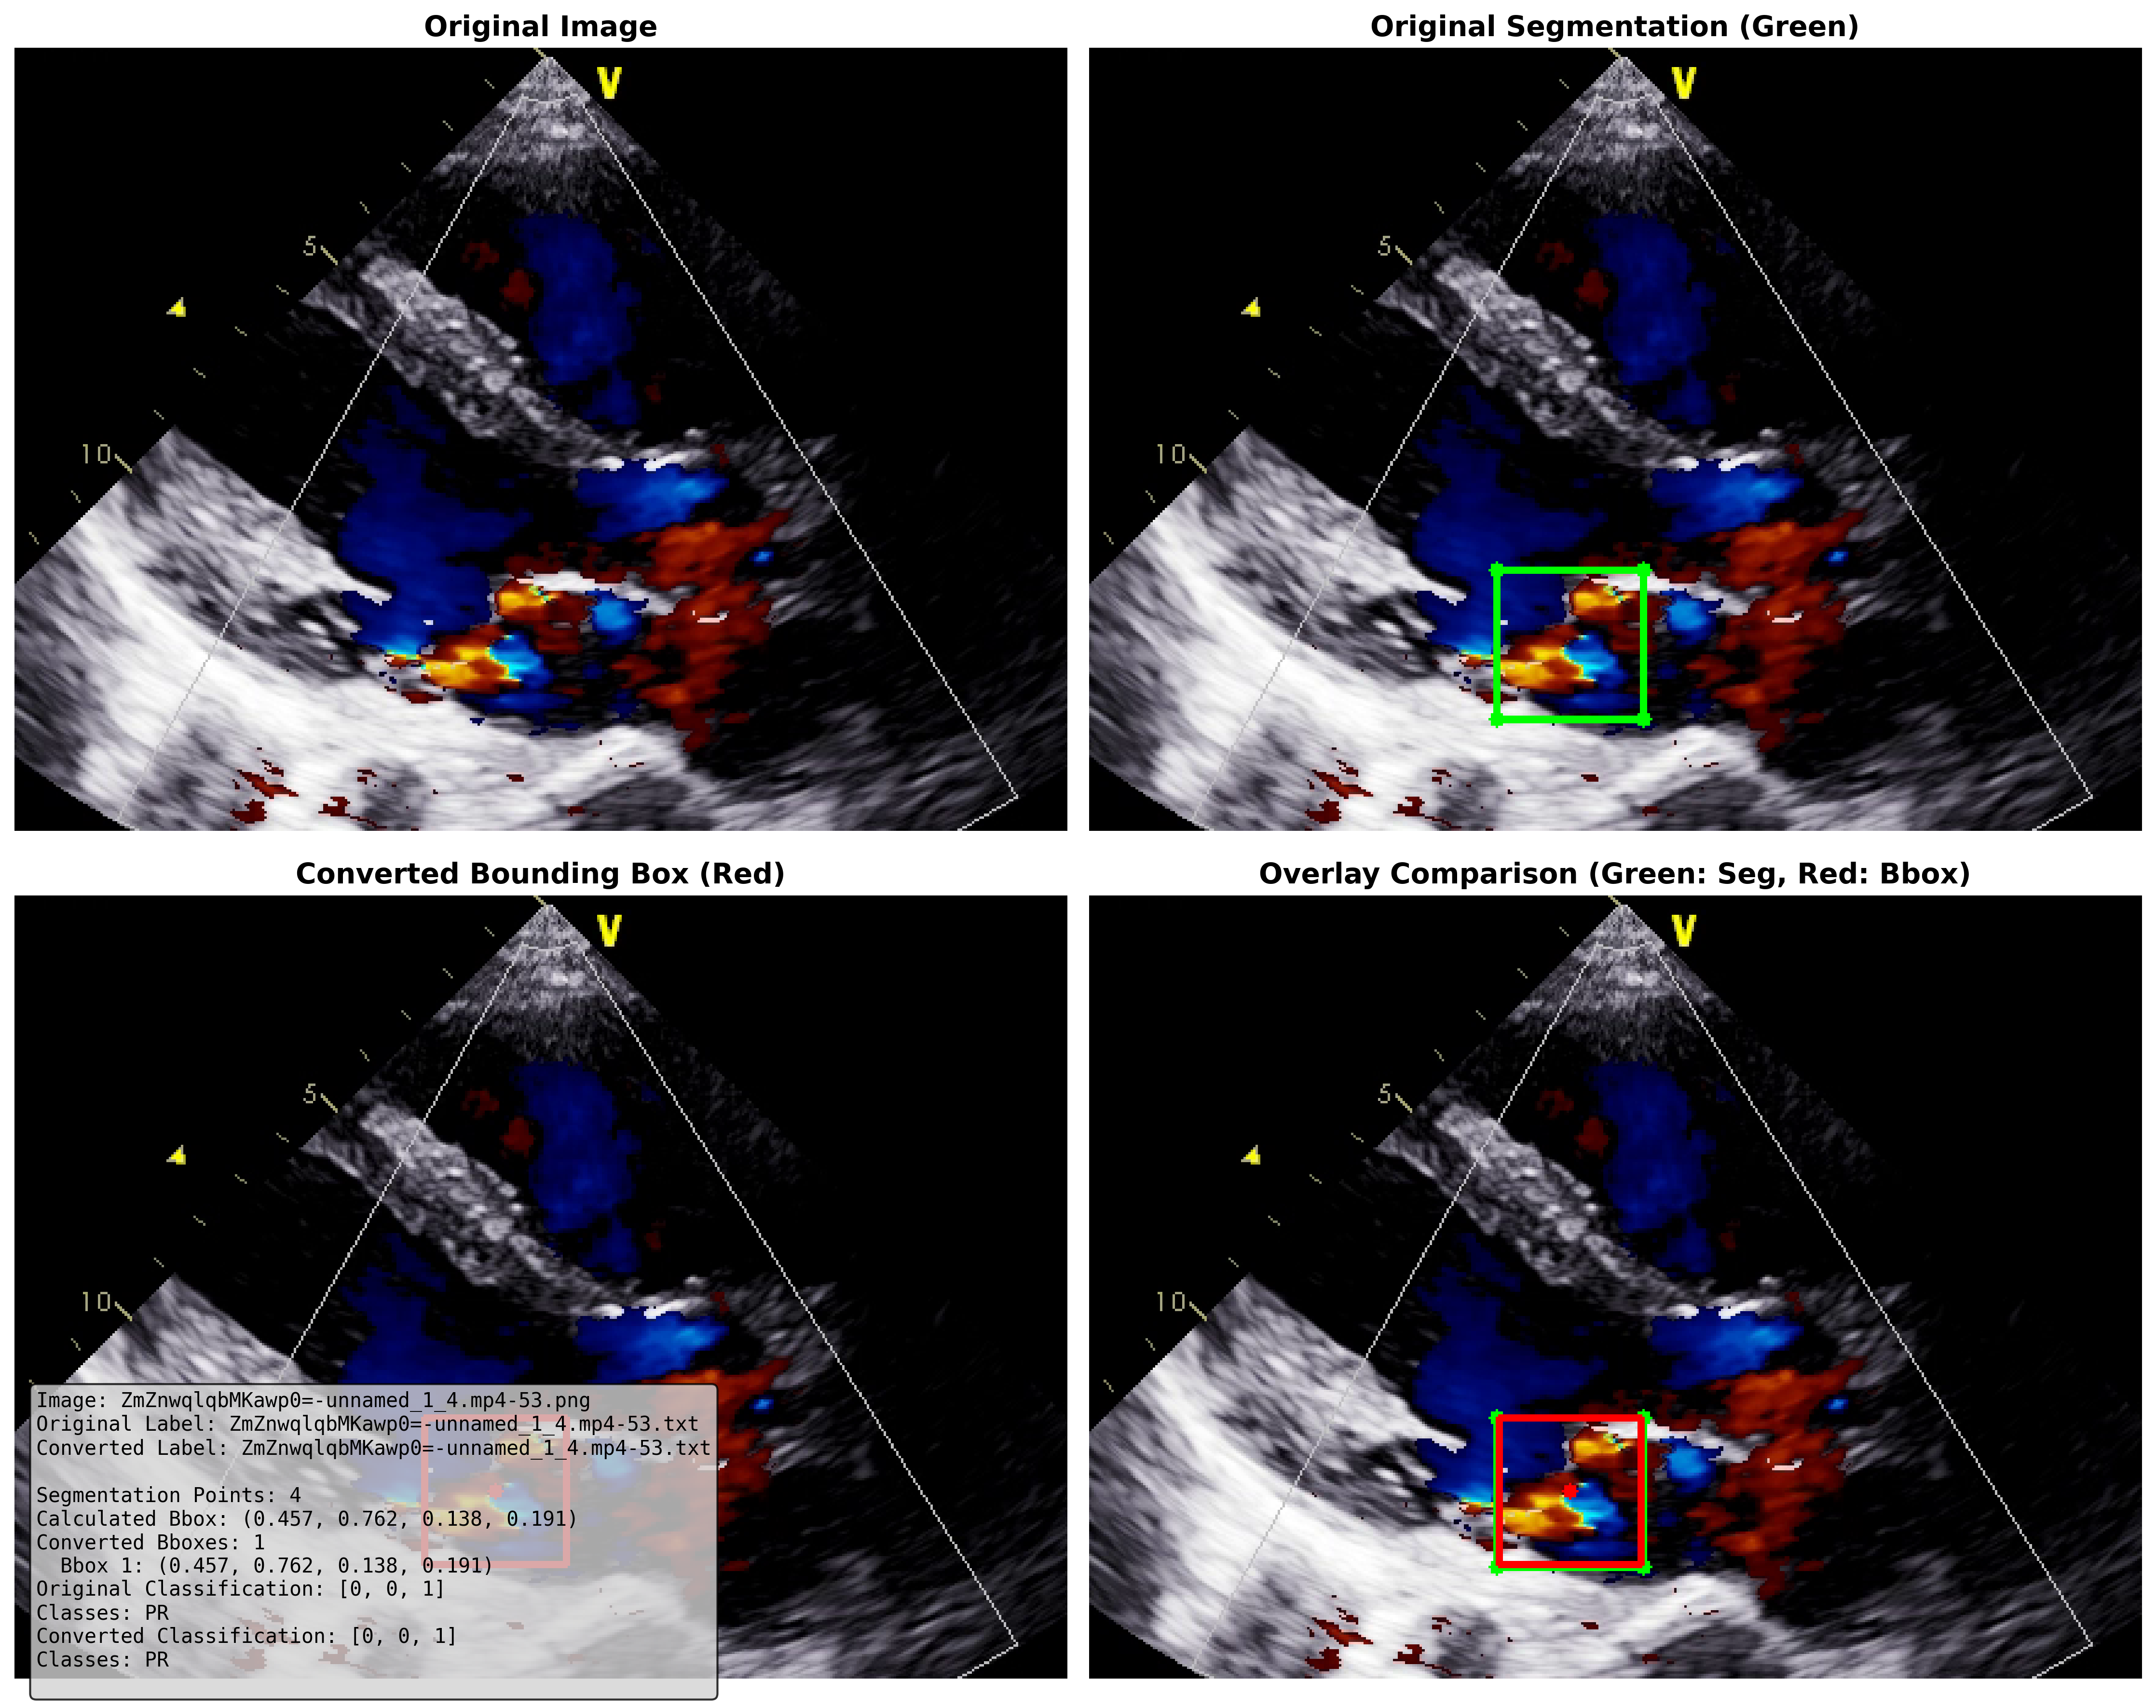 Original Image
Original Segmentation (Green)
V
5
10
V
5
10
Converted Bounding Box (Red)
Overlay Comparison (Green: Seg, Red: Bbox)
V
5
10
Image: ZmZnwqlqbMKawp0=-unnamed_1_4.mp4-53.png
Original Label: ZmZnwqlqbMKawp0=-unnamed_1_4.mp4-53.txt
Converted Label: ZmZnwqlqbMKawp0=-unnamed_1_4.mp4-53.txt
Segmentation Points: 4
Calculated Bbox: (0.457, 0.762, 0.138, 0.191)
Converted Bboxes: 1
Bbox 1: (0.457, 0.762, 0.138, 0.191)
Original Classification: [0, 0, 1]
Classes: PR
Converted Classification: [0, 0, 1]
Classes: PR
V
5
10